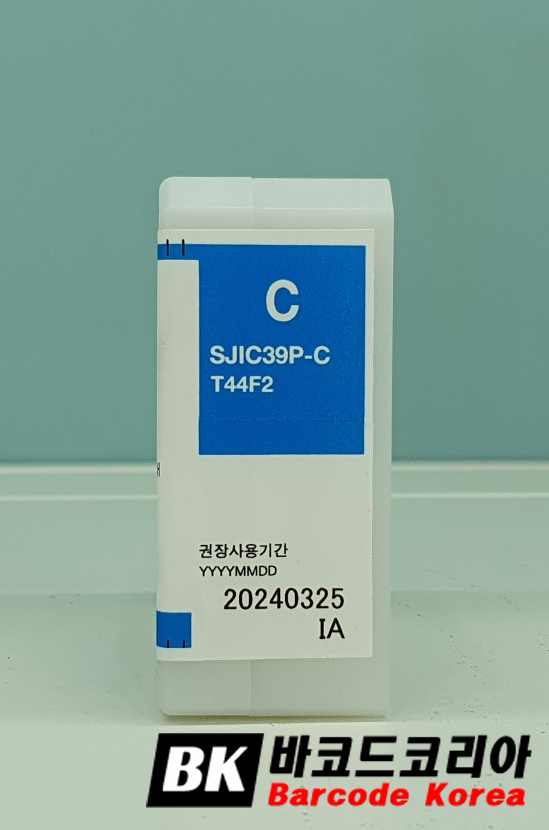 C
SJIC39P-C
T44F2
권장사용기간
YYYYMMDD
20240325
IA
BK 바코드코리아
Barcode Korea